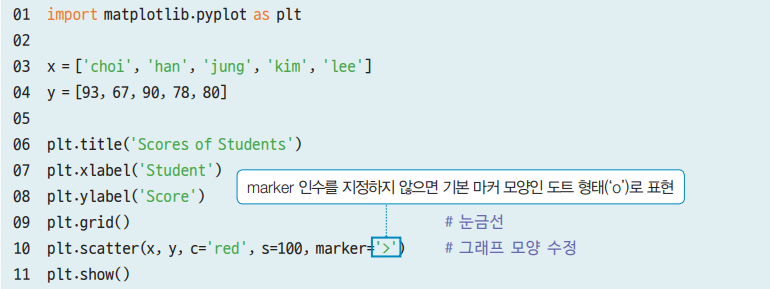 01 import matplotlib.pyplot as plt
02
03 x = ['choi', 'han', 'jung', 'kim', 'lee']
04 y = [93, 67, 90, 78, 80]
05
06 plt.title('Scores of Students')
07 plt.xlabel('Student')
marker 인수를 지정하지 않으면 기본 마커 모양인 도트 형태(‘o’)로 표현
08 plt.ylabel('Score')
09 plt.grid() # 눈금선
10 plt.scatter(x, y, c='red', s=100, marker='>') # 그래프 모양 수정
11 plt.show()